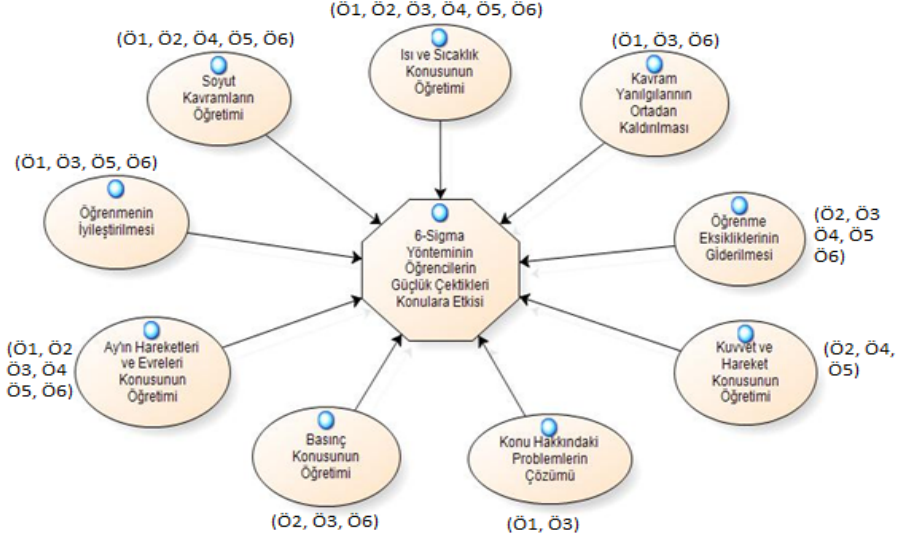 (Ö1, Ö2, Ö3, Ö4, Ö5, Ö6)
Isı ve Sıcaklık
Konusunun
Öğretimi
(Ö1, Ö2, Ö4, Ö5, Ö6)
Soyut
Kavramların
Öğretimi
(Ö1, Ö3, Ö6)
Kavram
Yanılgılarının
Ortadan
Kaldırılması
(Ö1, Ö3, Ö5, Ö6)
Öğrenmenin
İyileştirilmesi
6-Sigma
Yönteminin
Öğrencilerin
Güçlük Çektikleri
Konulara Etkisi
Öğrenme
Eksikliklerinin
Giderilmesi
(Ö2, Ö3
Ö4, Ö5
Ö6)
(Ö1, Ö2
Ö3, Ö4
Ö5, Ö6)
Ay'ın Hareketleri
ve Evreleri
Konusunun
Öğretimi
Kuvvet ve
Hareket
Konusunun
Öğretimi
(Ö2, Ö4,
Ö5)
Basınç
Konusunun
Öğretimi
(Ö2, Ö3, Ö6)
Konu Hakkındaki
Problemlerin
Çözümü
(Ö1, Ö3)